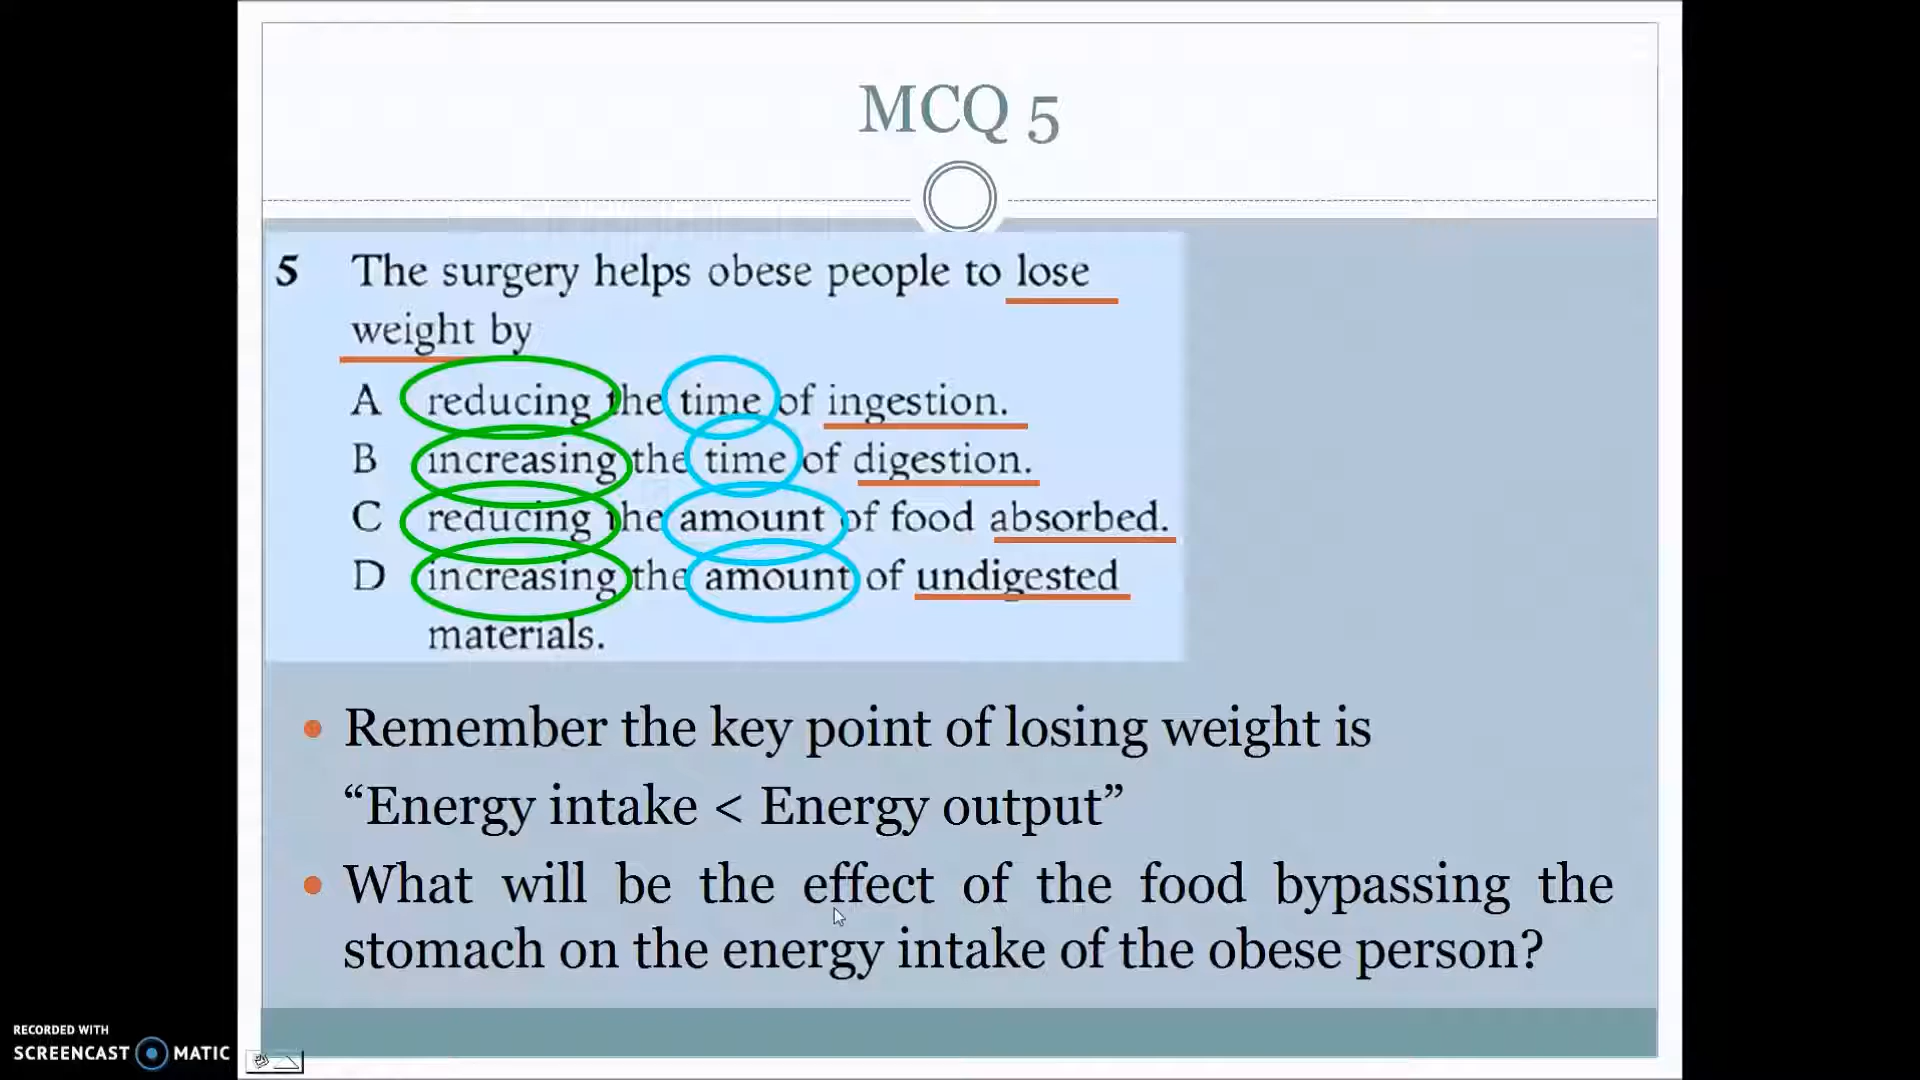 MCQ 5
5 The surgery helps obese people to lose
weight by
A reducing the time of ingestion.
B increasing the time of digestion.
C reducing the amount of food absorbed.
D increasing the amount of undigested
materials.
• Remember the key point of losing weight is
“Energy intake < Energy output”
• What will be the effect of the food bypassing the
stomach on the energy intake of the obese person?
RECORDED WITH
SCREENCAST MATIC